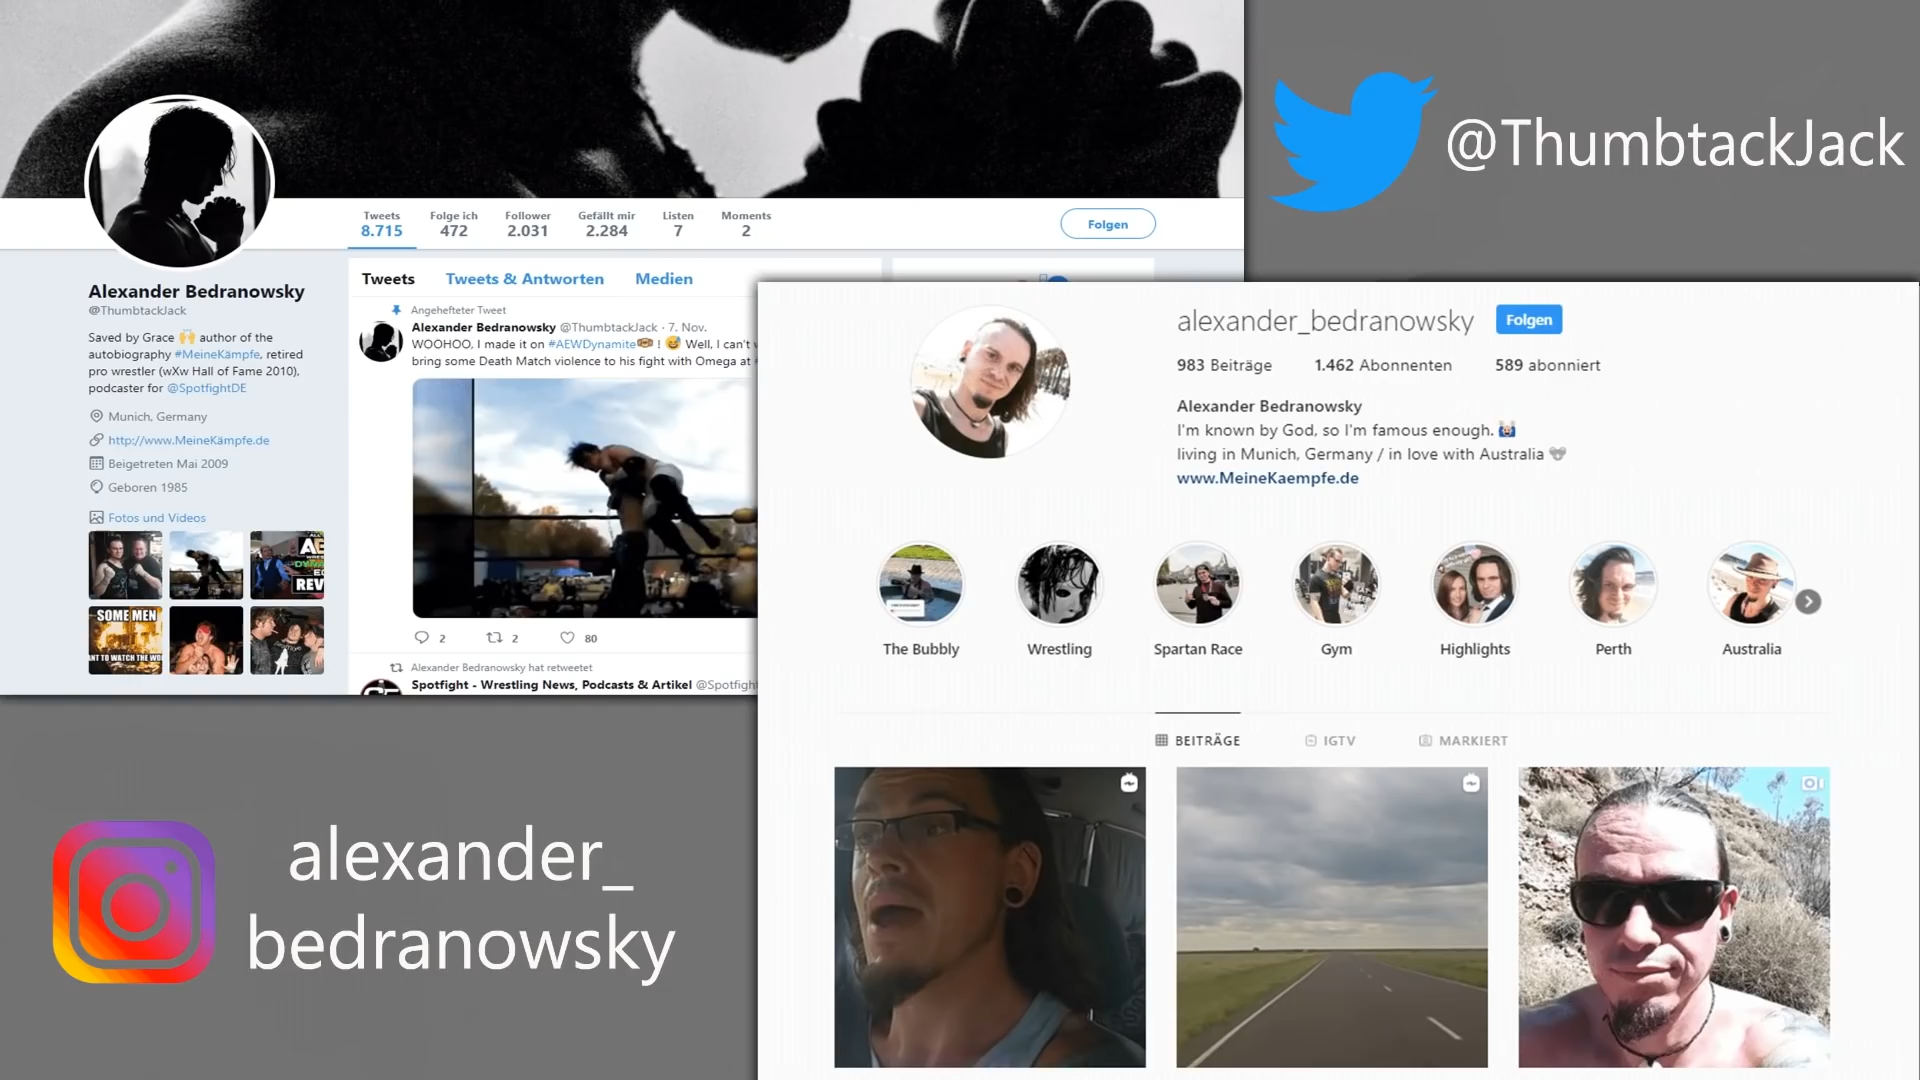 @ThumbtackJack
Tweets
8.715
Folge ich
472
Follower
2.031
Gefällt mir
2.284
Listen
7
Moments
2
Folgen
Alexander Bedranowsky
@ThumbtackJack
Saved by Grace 🙌 author of the
autobiography #MeineKämpfe, retired
pro wrestler (wXw Hall of Fame 2010),
podcaster for @SpotfightDE
Munich, Germany
http://www.MeineKämpfe.de
Beigetreten Mai 2009
Geboren 1985
Fotos und Videos
SOME MEN
REV
Tweets Tweets & Antworten Medien
Angehefteter Tweet
Alexander Bedranowsky @ThumbtackJack · 7. Nov.
WOOHOO, I made it on #AEWDynamite ! 😅 Well, I can't
bring some Death Match violence to his fight with Omega at
2 2 80
Alexander Bedranowsky hat retweetet
Spotfight - Wrestling News, Podcasts & Artikel @Spotfigh
alexander_bedranowsky Folgen
983 Beiträge 1.462 Abonnenten 589 abonniert
Alexander Bedranowsky
I'm known by God, so I'm famous enough.
living in Munich, Germany / in love with Australia 🐨
www.MeineKaempfe.de
The Bubbly Wrestling Spartan Race Gym Highlights Perth Australia
BEITRÄGE IGTV MARKIERT
alexander_
bedranowsky